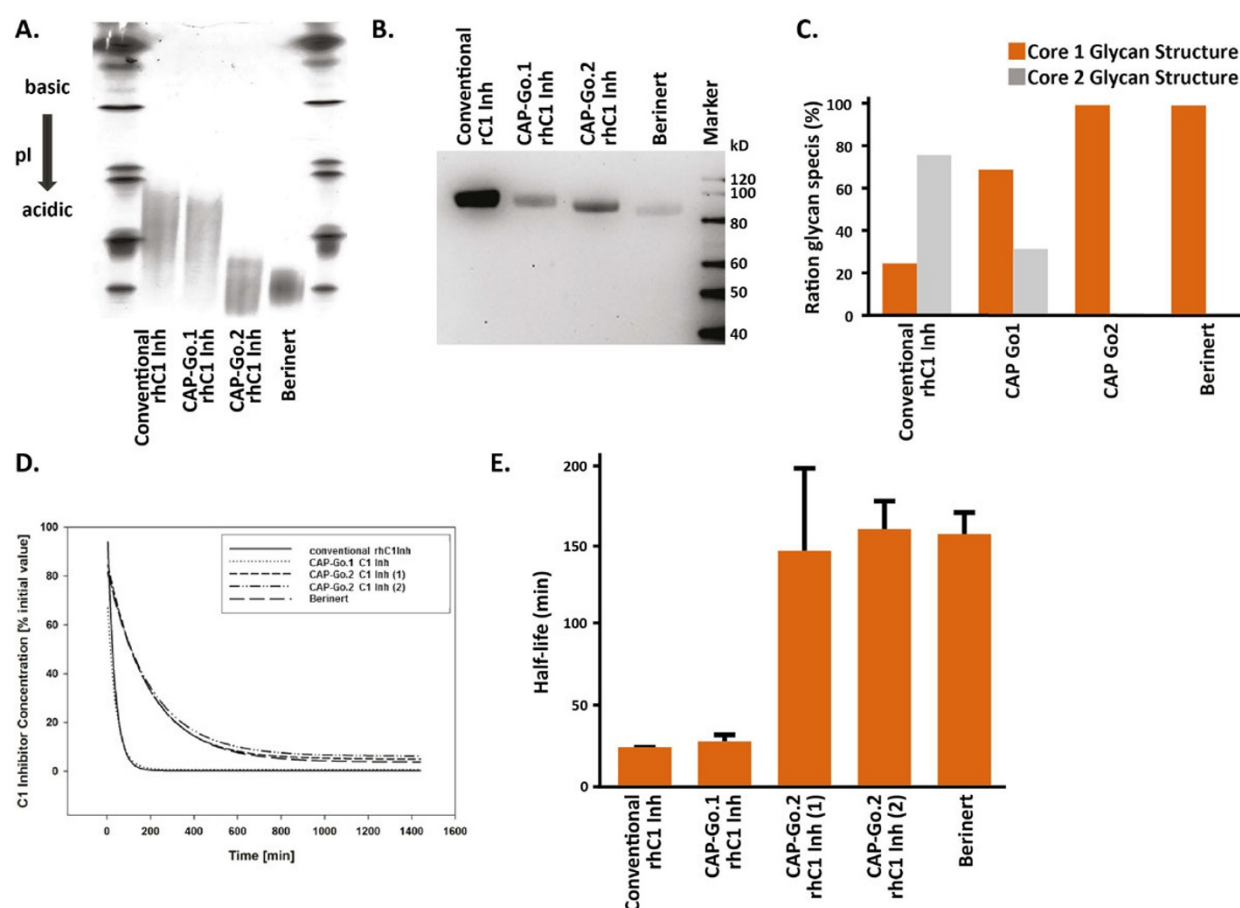 A.
basic
pI
acidic
Conventional
rhC1 Inh
CAP-Go.1
rhC1 Inh
CAP-Go.2
rhC1 Inh
Berinert
B.
Conventional
rC1 Inh
CAP-Go.1
rhC1 Inh
CAP-Go.2
rhC1 Inh
Berinert
Marker
kD
120
100
80
60
50
40
C.
Core 1 Glycan Structure
Core 2 Glycan Structure
Ration glycan specis (%)
100
80
60
40
20
0
Conventional
rhC1 Inh
CAP Go1
CAP Go2
Berinert
D.
C1 Inhibitor Concentration [% initial value]
100
80
60
40
20
0
conventional rhC1Inh
CAP-Go.1 C1 Inh
CAP-Go.2 C1 Inh (1)
CAP-Go.2 C1 Inh (2)
Berinert
0 200 400 600 800 1000 1200 1400 1600
Time [min]
E.
Half-life (min)
200
150
100
50
0
Conventional
rhC1 Inh
CAP-Go.1
rhC1 Inh
CAP-Go.2
rhC1 Inh (1)
CAP-Go.2
rhC1 Inh (2)
Berinert